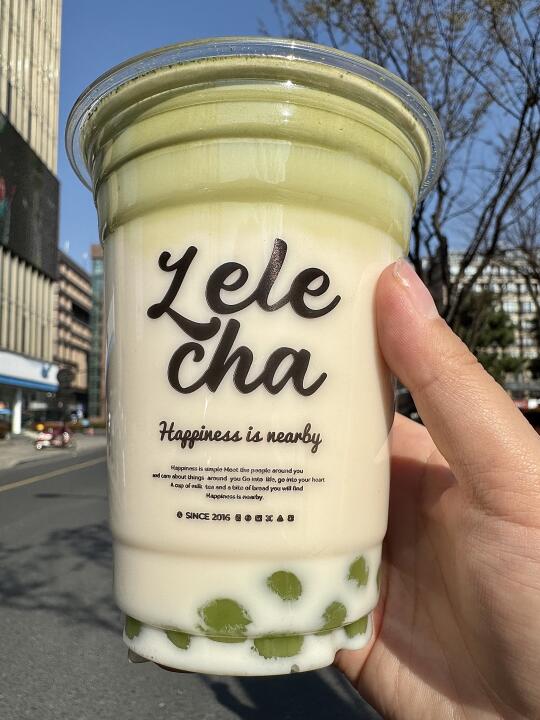 Lele
cha
Happiness is nearby
Happiness is simple Meet the people around you
and care about things around you Go into life, go into your heart
A cup of milk tea and a bite of bread you will find
Happiness is nearby.
SINCE 2016